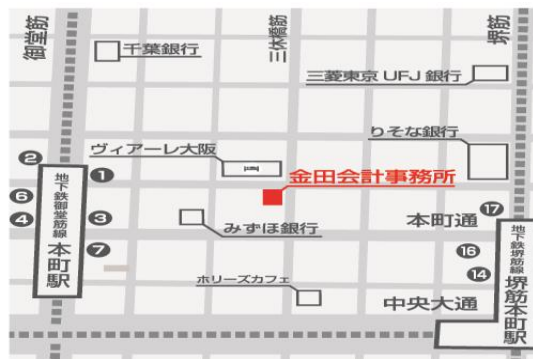 御堂筋
千葉銀行
三休橋筋
堺筋
三菱東京UFJ銀行
りそな銀行
ヴィアーレ大阪
金田会計事務所
みずほ銀行
本町通
ホリーズカフェ
中央大通
地下鉄御堂筋線
本町駅
地下鉄堺筋線
堺筋本町駅
2
1
6
4
3
7
17
16
14